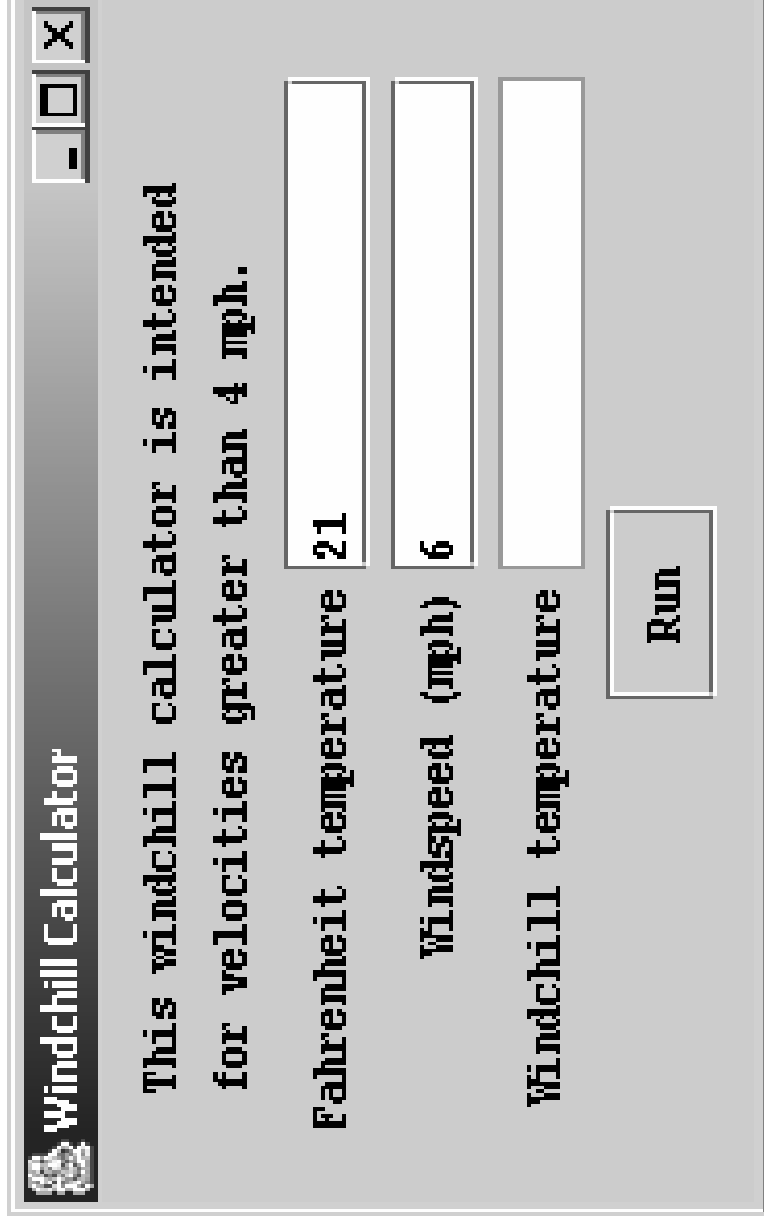 Windchill Calculator
This windchill calculator is intended
for velocities greater than 4 mph.
Fahrenheit temperature 21
Windspeed (mph) 6
Windchill temperature
Run